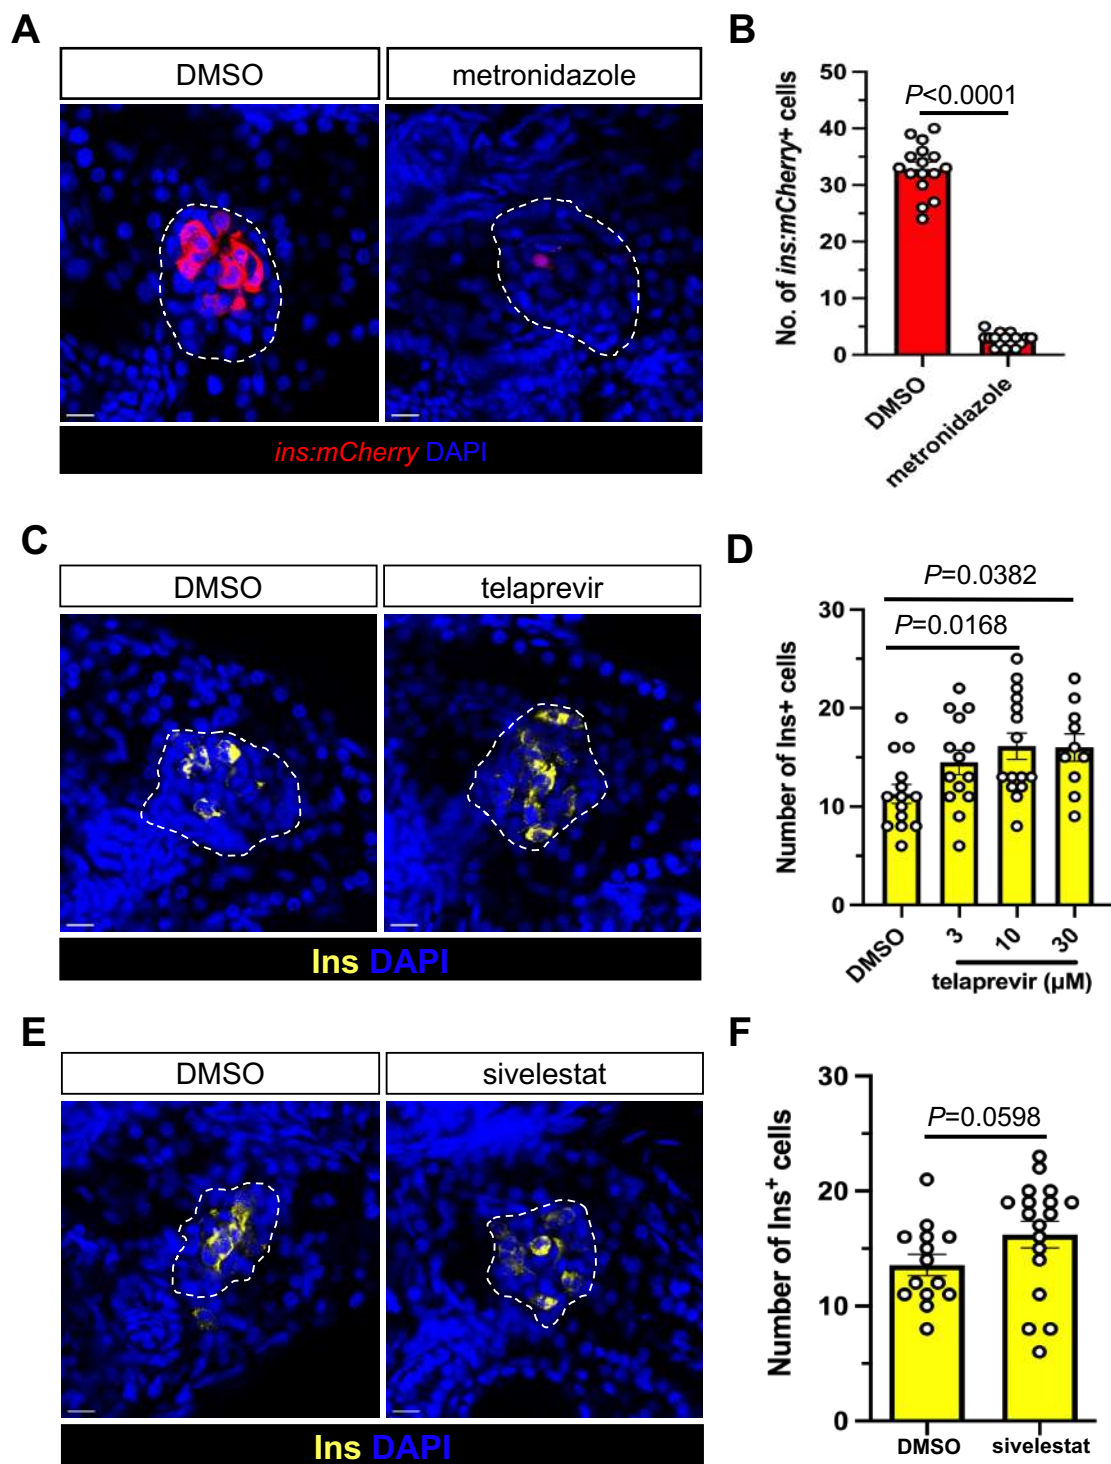 A
DMSO
metronidazole
ins:mCherry DAPI
B
No. of ins:mCherry+ cells
50
40
30
20
10
0
P<0.0001
DMSO
metronidazole
C
DMSO
telaprevir
Ins DAPI
D
Number of Ins+ cells
30
20
10
0
P=0.0382
P=0.0168
DMSO
3
10
30
telaprevir (μM)
E
DMSO
sivelestat
Ins DAPI
F
Number of Ins⁺ cells
30
20
10
0
P=0.0598
DMSO
sivelestat